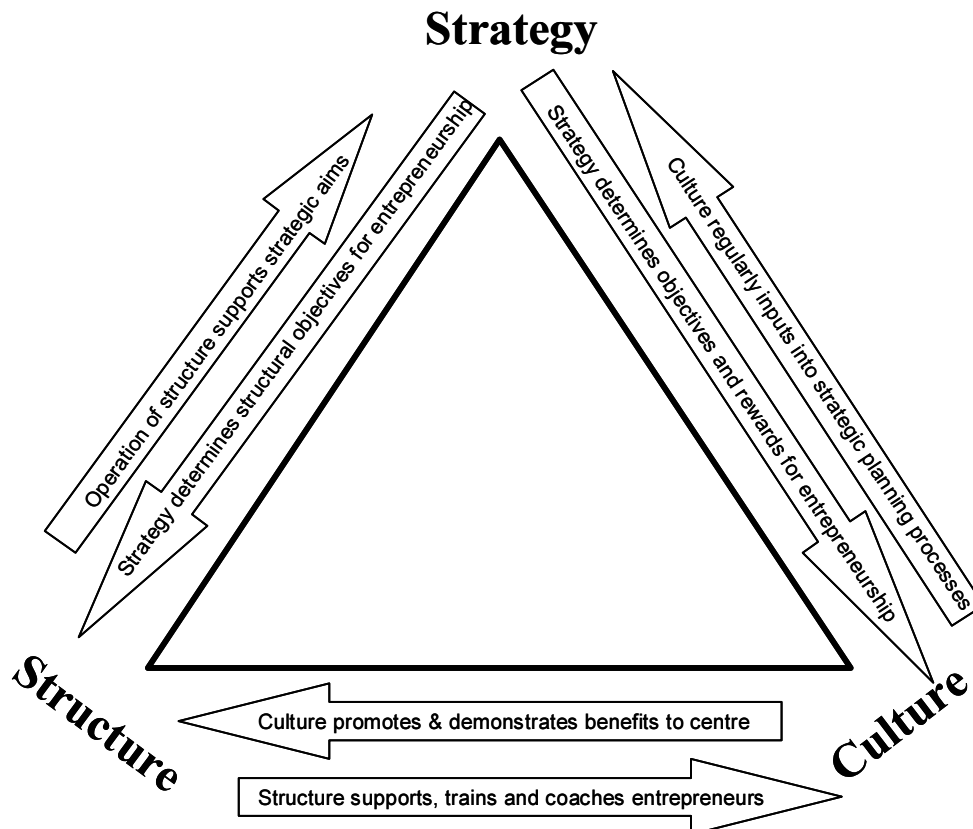 Strategy
Operation of structure supports strategic aims
Strategy determines structural objectives for entrepreneurship
Strategy determines objectives and rewards for entrepreneurship
Culture regularly inputs into strategic planning processes
Structure
Culture
Culture promotes & demonstrates benefits to centre
Structure supports, trains and coaches entrepreneurs